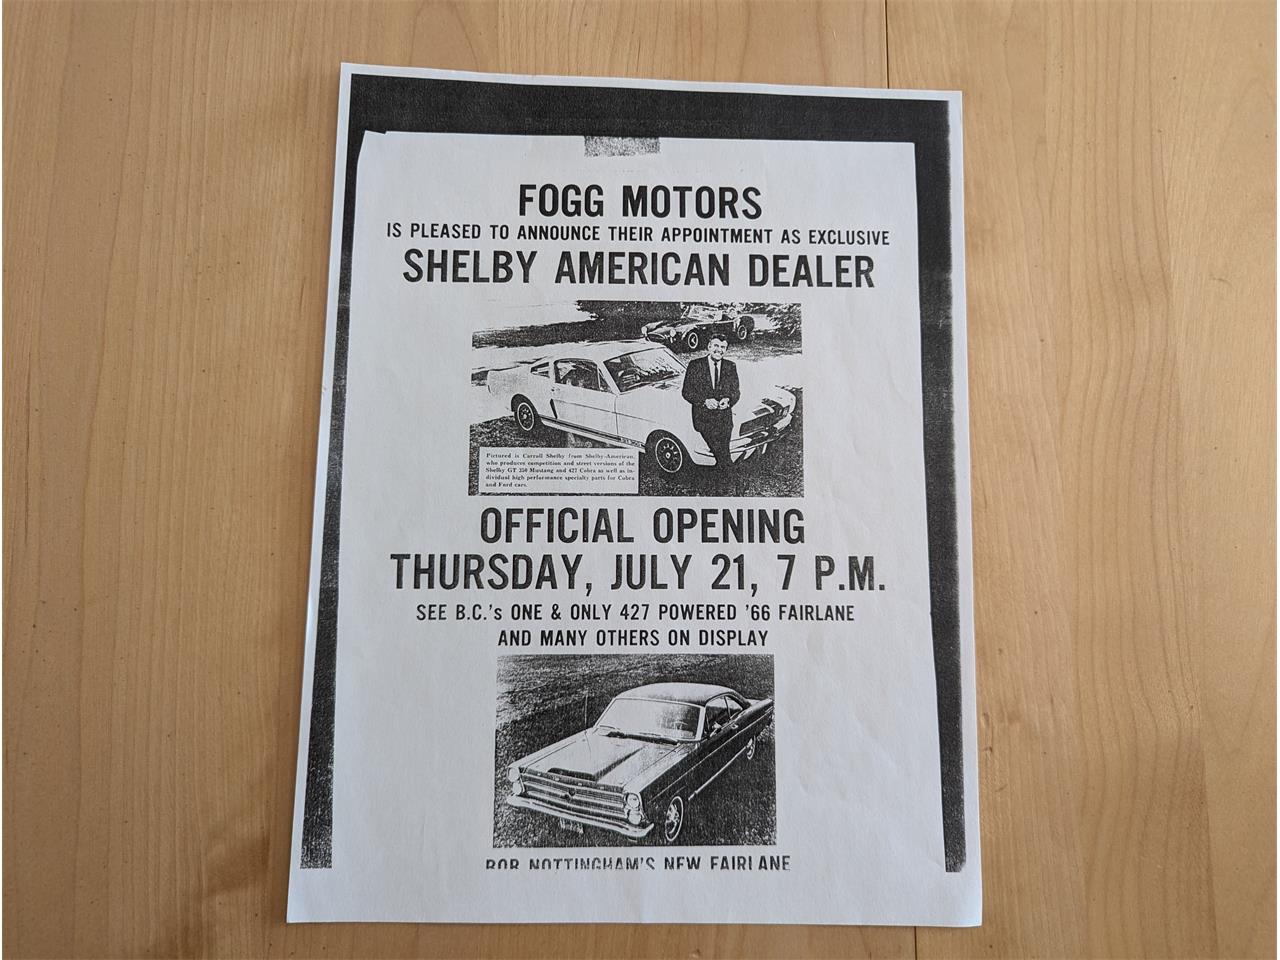 FOGG MOTORS
IS PLEASED TO ANNOUNCE THEIR APPOINTMENT AS EXCLUSIVE
SHELBY AMERICAN DEALER
Pictured is Carroll Shelby from Shelby-American,
who produces competition and street versions of the
Shelby GT 350 Mustang and 427 Cobra as well as in-
dividual high performance specialty parts for Cobra
and Ford cars.
OFFICIAL OPENING
THURSDAY, JULY 21, 7 P.M.
SEE B.C.'s ONE & ONLY 427 POWERED '66 FAIRLANE
AND MANY OTHERS ON DISPLAY
BOB NOTTINGHAM'S NEW FAIRLANE